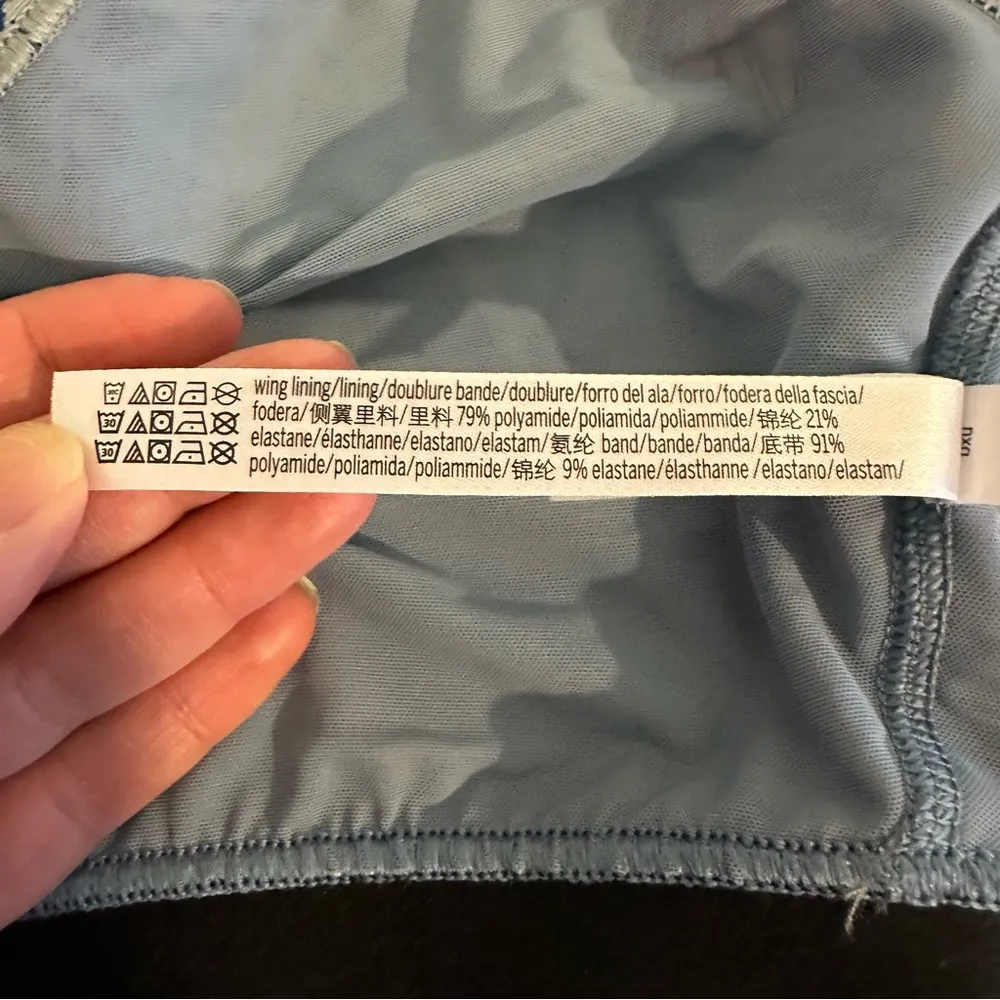 wing lining/lining/doublure bande/doublure/forro del ala/forro/fodera della fascia/
fodera/侧翼里料/里料 79% polyamide/poliamida/poliammide/锦纶 21%
elastane/élasthanne/elastano/elastam/氨纶 band/bande/banda/底带 91%
polyamide/poliamida/poliammide/锦纶 9% elastane/élasthanne /elastano/elastam/
30
30